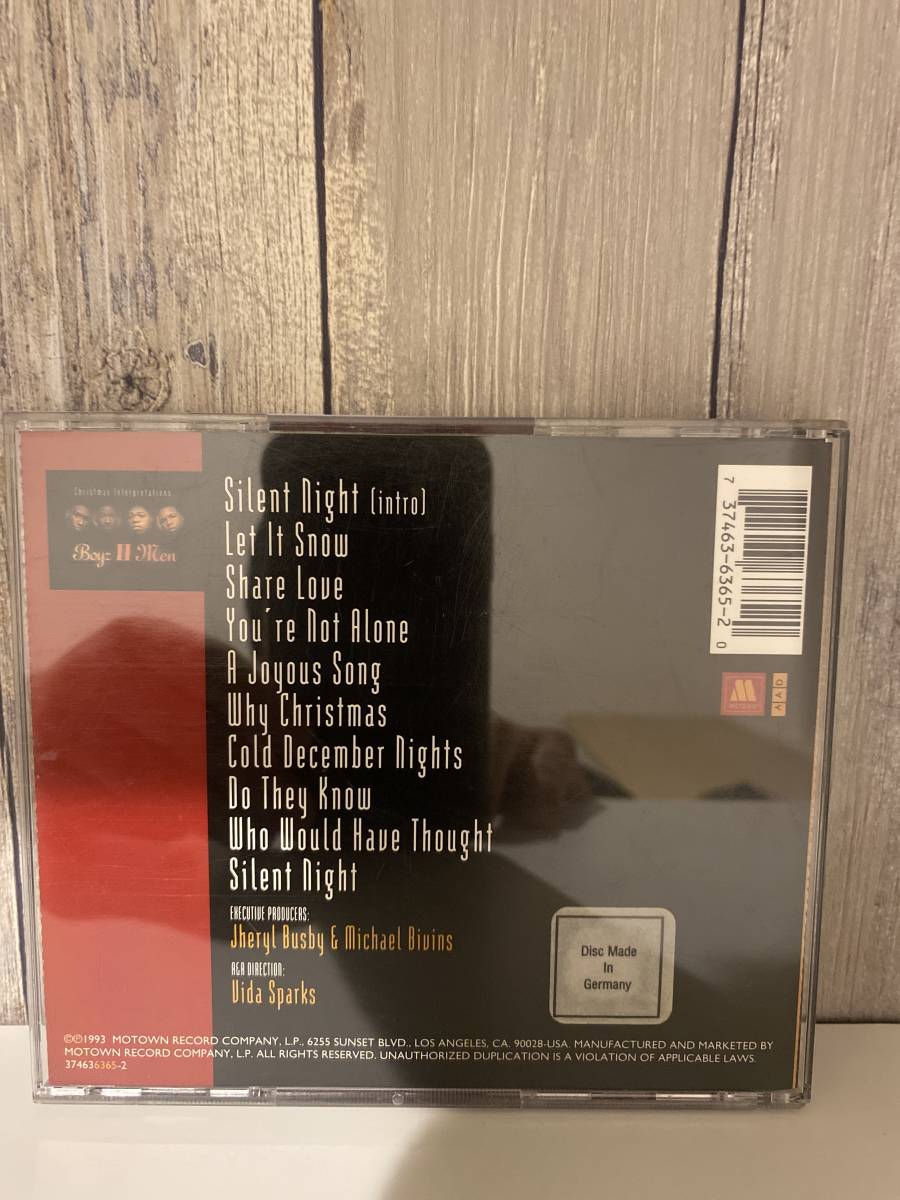 Christmas Interpretations
Boyz II Men
Silent Night (intro)
Let It Snow
Share Love
You're Not Alone
A Joyous Song
Why Christmas
Cold December Nights
Do They Know
Who Would Have Thought
Silent Night
EXECUTIVE PRODUCERS:
Jheryl Busby & Michael Bivins
A&R DIRECTION:
Vida Sparks
7 37463-6365-2 0
M
MOTOWN
AAD
Disc Made
In
Germany
©℗1993 MOTOWN RECORD COMPANY, L.P., 6255 SUNSET BLVD., LOS ANGELES, CA. 90028-USA. MANUFACTURED AND MARKETED BY
MOTOWN RECORD COMPANY, L.P. ALL RIGHTS RESERVED. UNAUTHORIZED DUPLICATION IS A VIOLATION OF APPLICABLE LAWS.
374636365-2